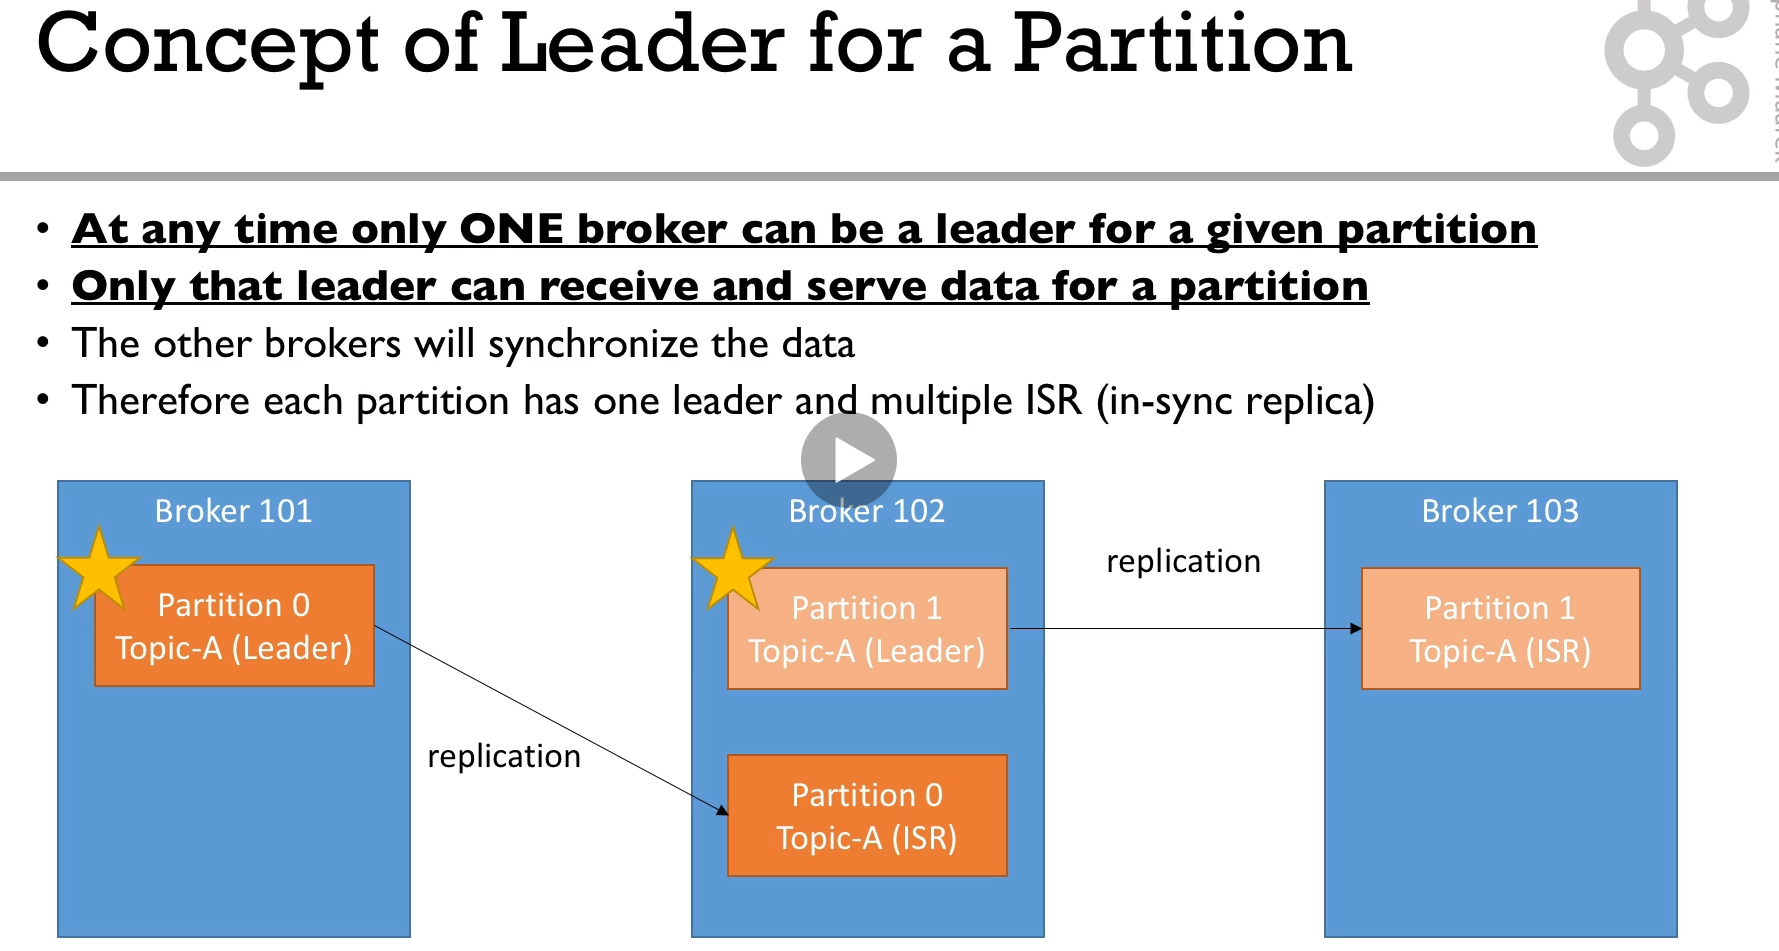 Concept of Leader for a Partition
• At any time only ONE broker can be a leader for a given partition
• Only that leader can receive and serve data for a partition
• The other brokers will synchronize the data
• Therefore each partition has one leader and multiple ISR (in-sync replica)
Broker 101
Partition 0
Topic-A (Leader)
replication
Broker 102
Partition 1
Topic-A (Leader)
Partition 0
Topic-A (ISR)
replication
Broker 103
Partition 1
Topic-A (ISR)